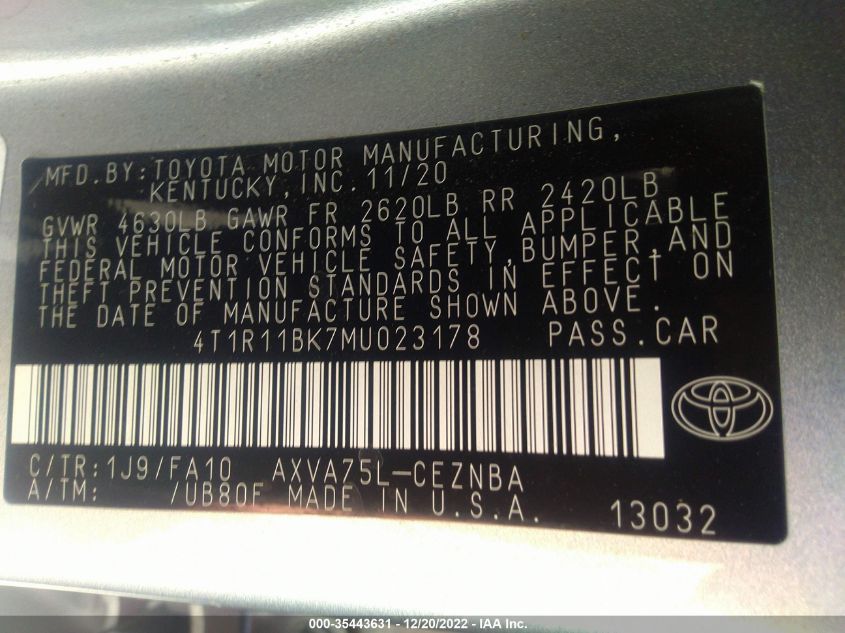 MFD.BY:TOYOTA MOTOR MANUFACTURING,
KENTUCKY,INC.11/20
GVWR 4630LB GAWR FR 2620LB RR 2420LB
THIS VEHICLE CONFORMS TO ALL APPLICABLE
FEDERAL MOTOR VEHICLE SAFETY,BUMPER,AND
THEFT PREVENTION STANDARDS IN EFFECT ON
THE DATE OF MANUFACTURE SHOWN ABOVE.
4T1R11BK7MU023178 PASS.CAR
C/TR:1J9/FA10 AXVA75L-CEZNBA
A/TM: /UB80F MADE IN U.S.A. 13032
000-35443631 - 12/20/2022 - IAA Inc.